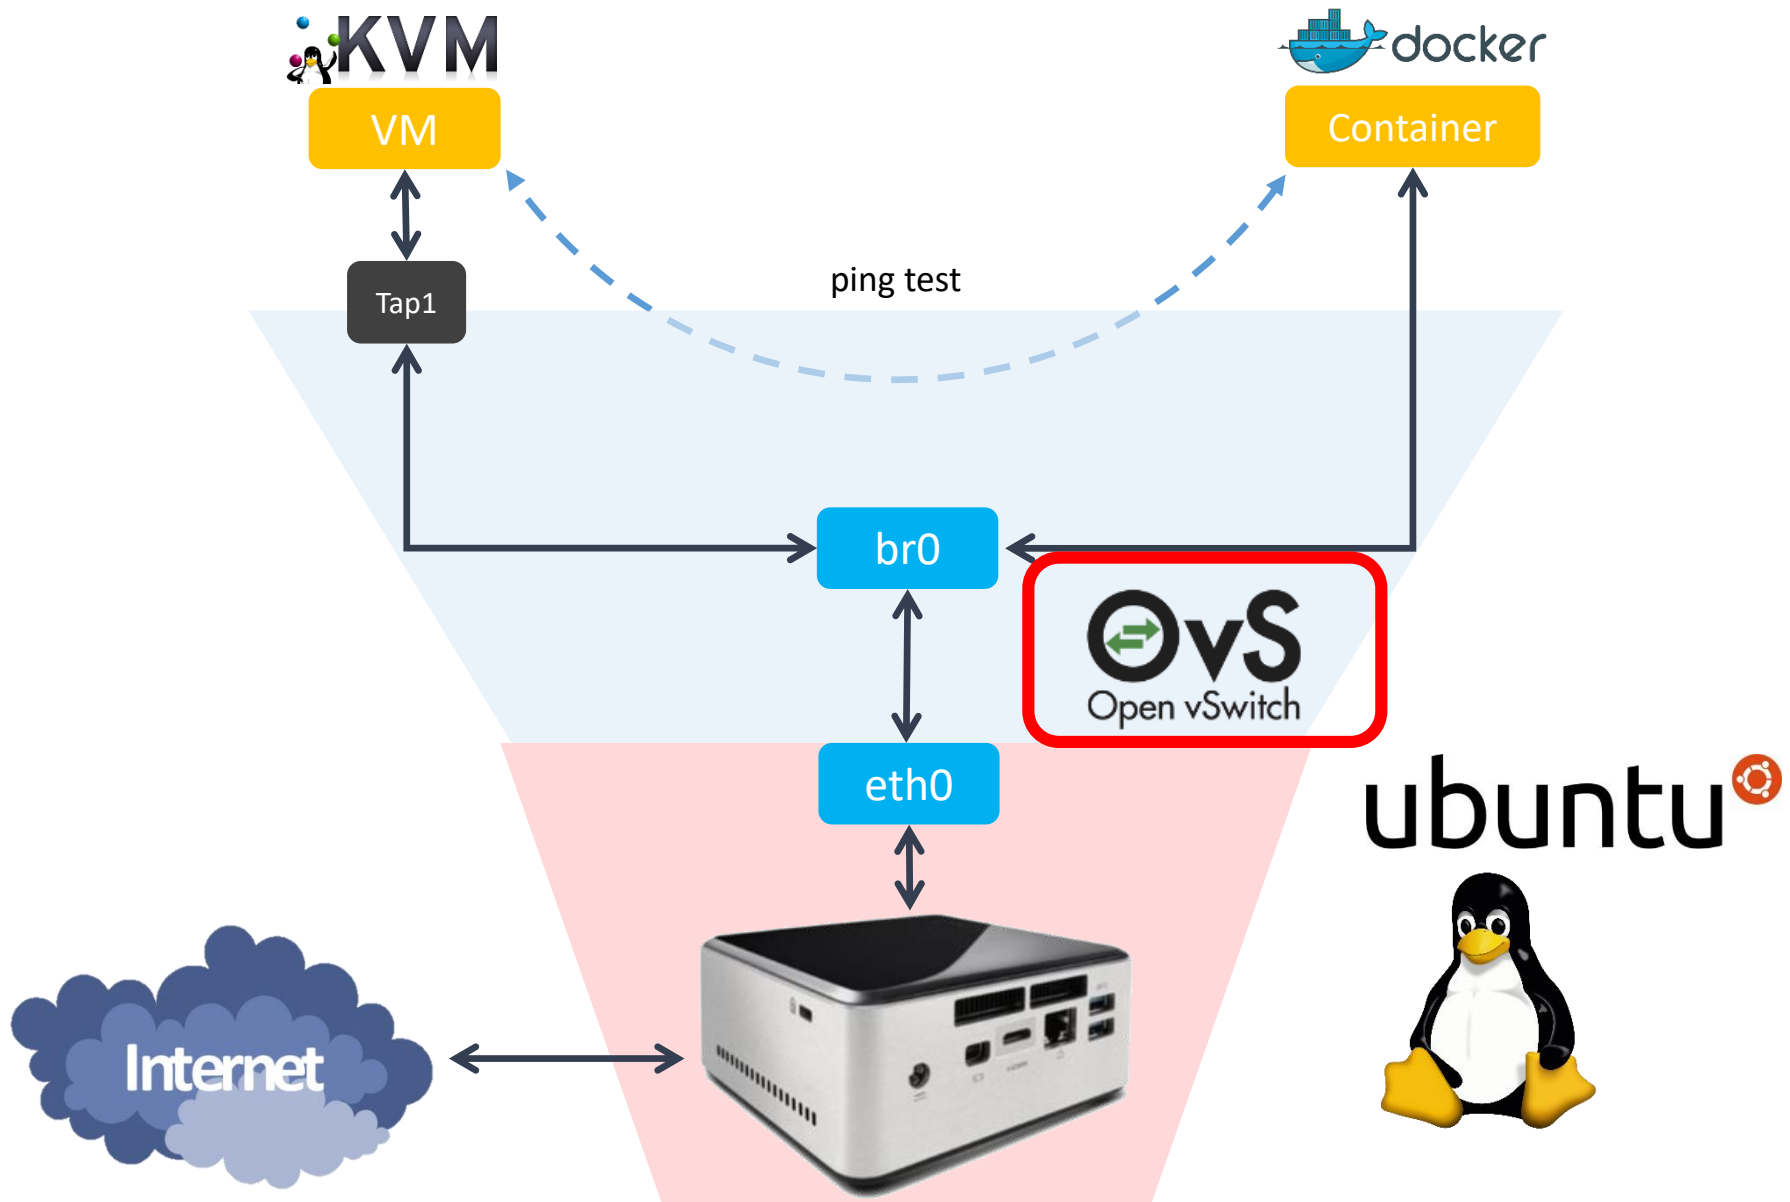 KVM
docker
VM
Container
ping test
Tap1
br0
OvS
Open vSwitch
eth0
ubuntu
Internet